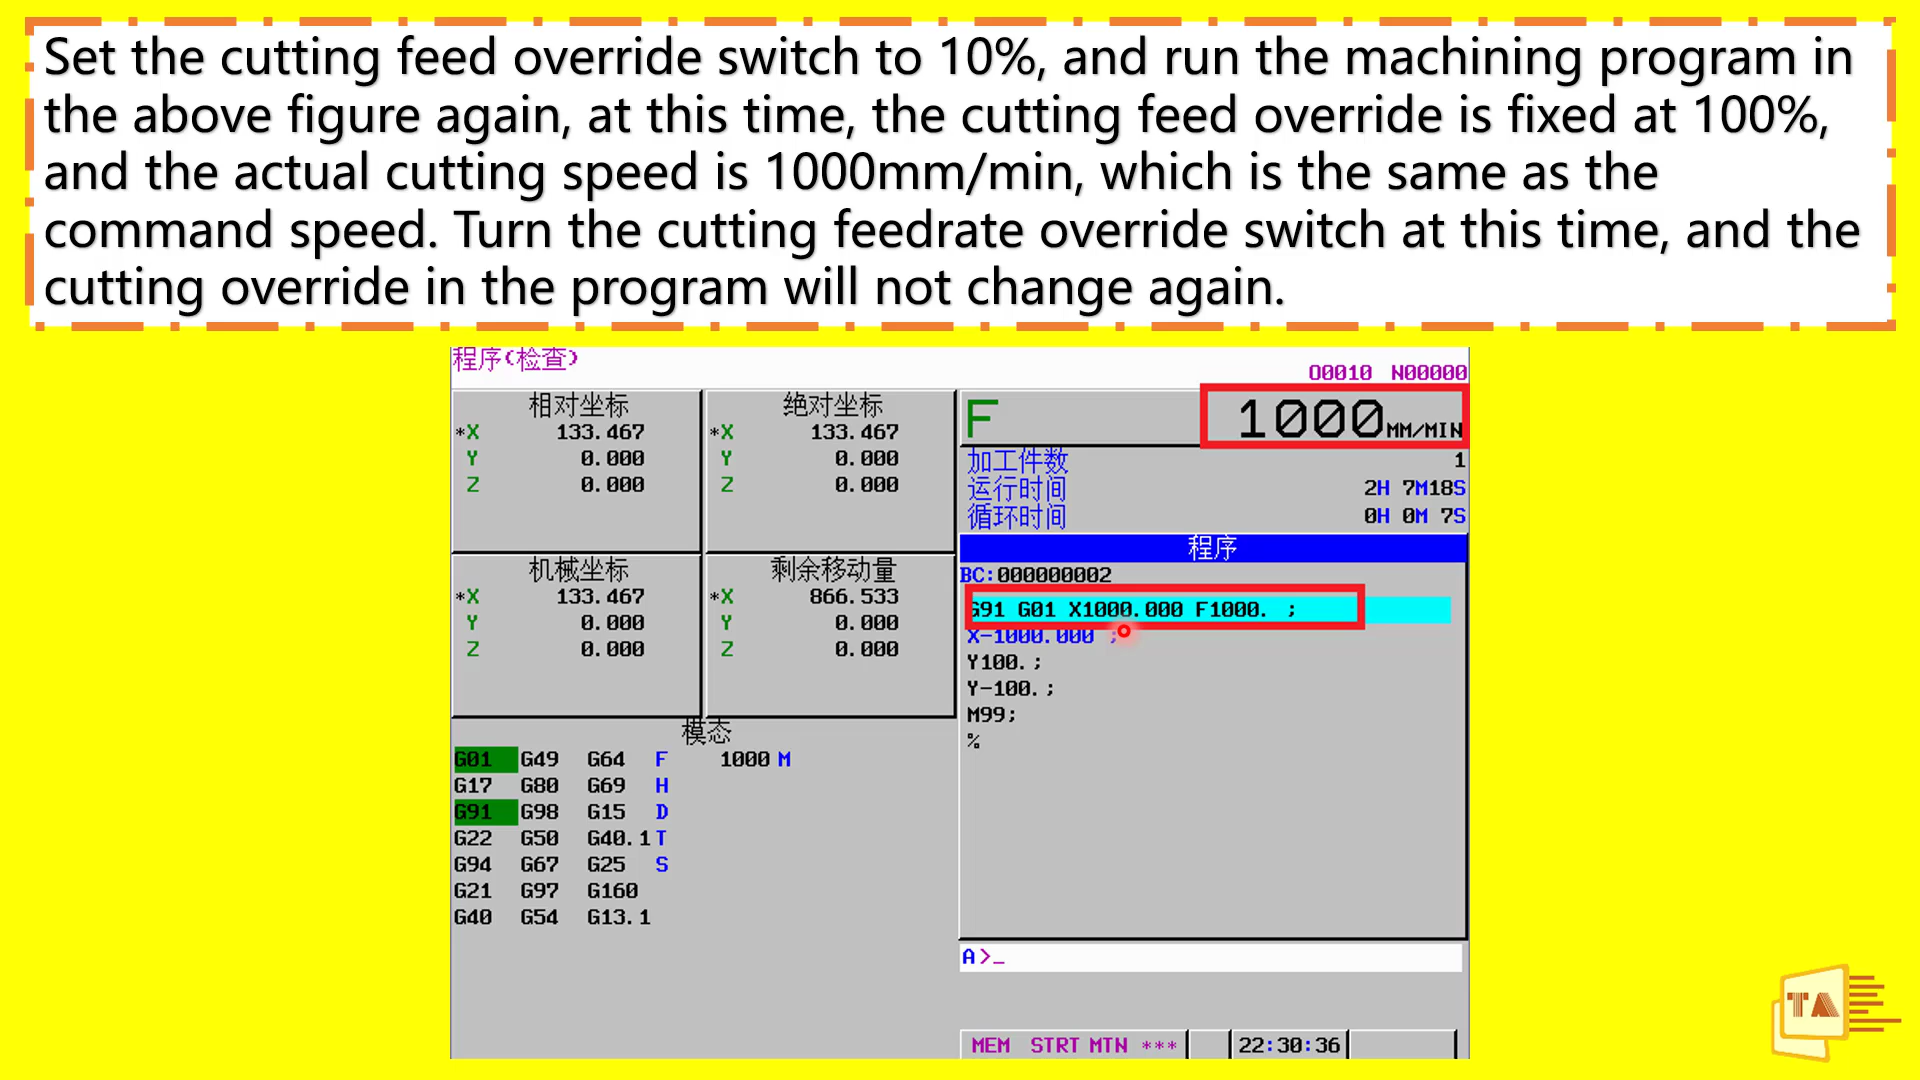 Set the cutting feed override switch to 10%, and run the machining program in
the above figure again, at this time, the cutting feed override is fixed at 100%,
and the actual cutting speed is 1000mm/min, which is the same as the
command speed. Turn the cutting feedrate override switch at this time, and the
cutting override in the program will not change again.
程序(检查)
O0010 N00000
相对坐标
*X 133.467
Y 0.000
Z 0.000
绝对坐标
*X 133.467
Y 0.000
Z 0.000
机械坐标
*X 133.467
Y 0.000
Z 0.000
剩余移动量
*X 866.533
Y 0.000
Z 0.000
模态
G01 G49 G64 F 1000 M
G17 G80 G69 H
G91 G98 G15 D
G22 G50 G40.1 T
G94 G67 G25 S
G21 G97 G160
G40 G54 G13.1
F 1000 MM/MIN
加工件数 1
运行时间 2H 7M18S
循环时间 0H 0M 7S
程序
BC:000000002
G91 G01 X1000.000 F1000. ;
X-1000.000 ;
Y100.;
Y-100.;
M99;
%
A>_
MEM STRT MTN ***
22:30:36
TA